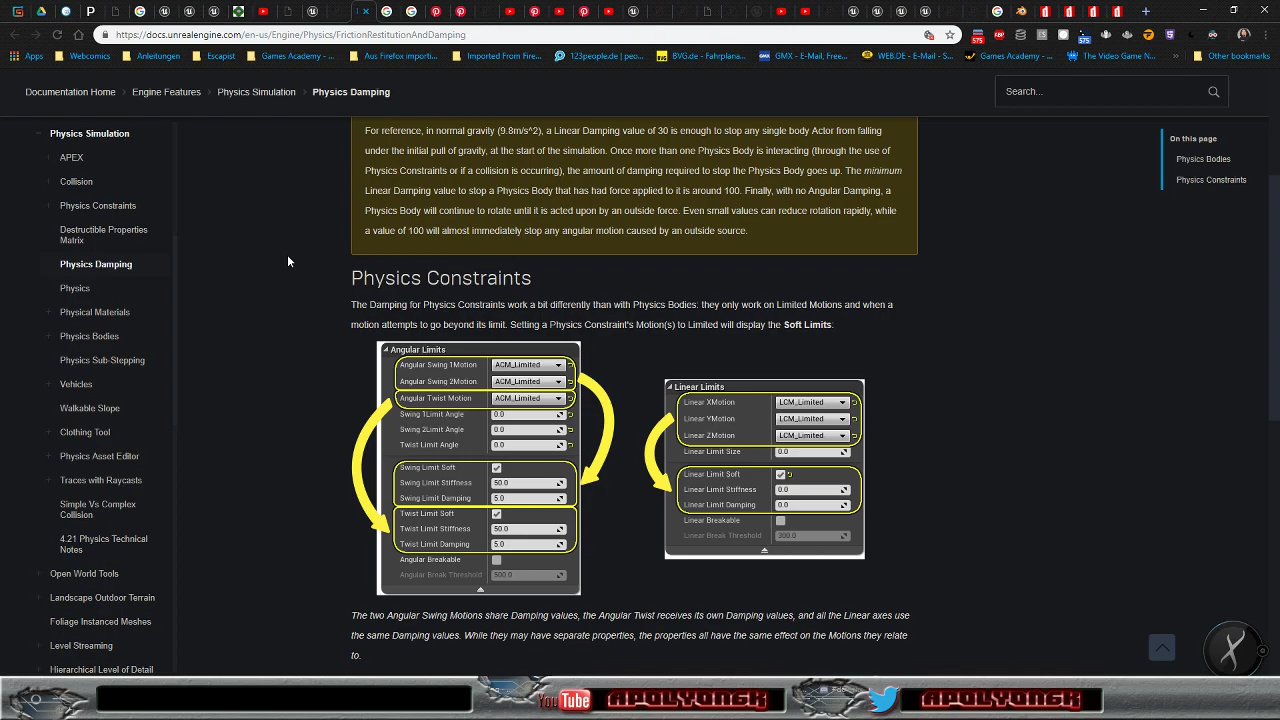 https://docs.unrealengine.com/en-us/Engine/Physics/FrictionRestitutionAndDamping
575
ABP
575
Apps
Webcomics
Anleitungen
Escapist
Games Academy -...
Aus Firefox importi...
Imported From Firef...
123people.de | peo...
BVG.de - Fahrplana...
GMX - E-Mail, Free...
WEB.DE - E-Mail - S...
Games Academy -...
The Video Game N...
Other bookmarks
Documentation Home
Engine Features
Physics Simulation
Physics Damping
Search...
Physics Simulation
APEX
Collision
Physics Constraints
Destructible Properties
Matrix
Physics Damping
Physics
Physical Materials
Physics Bodies
Physics Sub-Stepping
Vehicles
Walkable Slope
Clothing Tool
Physics Asset Editor
Traces with Raycasts
Simple Vs Complex
Collision
4.21 Physics Technical
Notes
Open World Tools
Landscape Outdoor Terrain
Foliage Instanced Meshes
Level Streaming
Hierarchical Level of Detail
For reference, in normal gravity (9.8m/s^2), a Linear Damping value of 30 is enough to stop any single body Actor from falling
under the initial pull of gravity, at the start of the simulation. Once more than one Physics Body is interacting (through the use of
Physics Constraints or if a collision is occurring), the amount of damping required to stop the Physics Body goes up. The minimum
Linear Damping value to stop a Physics Body that has had force applied to it is around 100. Finally, with no Angular Damping, a
Physics Body will continue to rotate until it is acted upon by an outside force. Even small values can reduce rotation rapidly, while
a value of 100 will almost immediately stop any angular motion caused by an outside source.
Physics Constraints
The Damping for Physics Constraints work a bit differently than with Physics Bodies: they only work on Limited Motions and when a
motion attempts to go beyond its limit. Setting a Physics Constraint's Motion(s) to Limited will display the Soft Limits:
Angular Limits
Angular Swing 1Motion ACM_Limited
Angular Swing 2Motion ACM_Limited
Angular Twist Motion ACM_Limited
Swing 1Limit Angle 0.0
Swing 2Limit Angle 0.0
Twist Limit Angle 0.0
Swing Limit Soft
Swing Limit Stiffness 50.0
Swing Limit Damping 5.0
Twist Limit Soft
Twist Limit Stiffness 50.0
Twist Limit Damping 5.0
Angular Breakable
Angular Break Threshold 500.0
Linear Limits
Linear XMotion LCM_Limited
Linear YMotion LCM_Limited
Linear ZMotion LCM_Limited
Linear Limit Size 0.0
Linear Limit Soft
Linear Limit Stiffness 0.0
Linear Limit Damping 0.0
Linear Breakable
Linear Break Threshold 300.0
The two Angular Swing Motions share Damping values, the Angular Twist receives its own Damping values, and all the Linear axes use
the same Damping values. While they may have separate properties, the properties all have the same effect on the Motions they relate
to.
On this page
Physics Bodies
Physics Constraints
YouTube
APOLYONGK
APOLYONGK